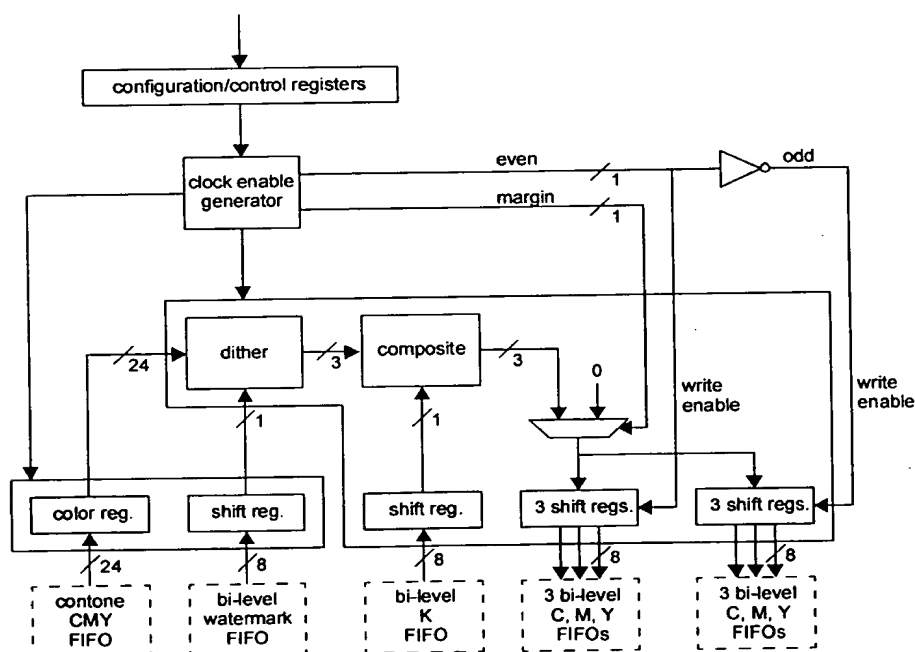 configuration/control registers
clock enable
generator
even
1
odd
margin
1
dither
composite
24
3
3
0
1
1
write
enable
write
enable
color reg.
shift reg.
shift reg.
3 shift regs.
3 shift regs.
24
8
8
8
8
contone
CMY
FIFO
bi-level
watermark
FIFO
bi-level
K
FIFO
3 bi-level
C, M, Y
FIFOs
3 bi-level
C, M, Y
FIFOs